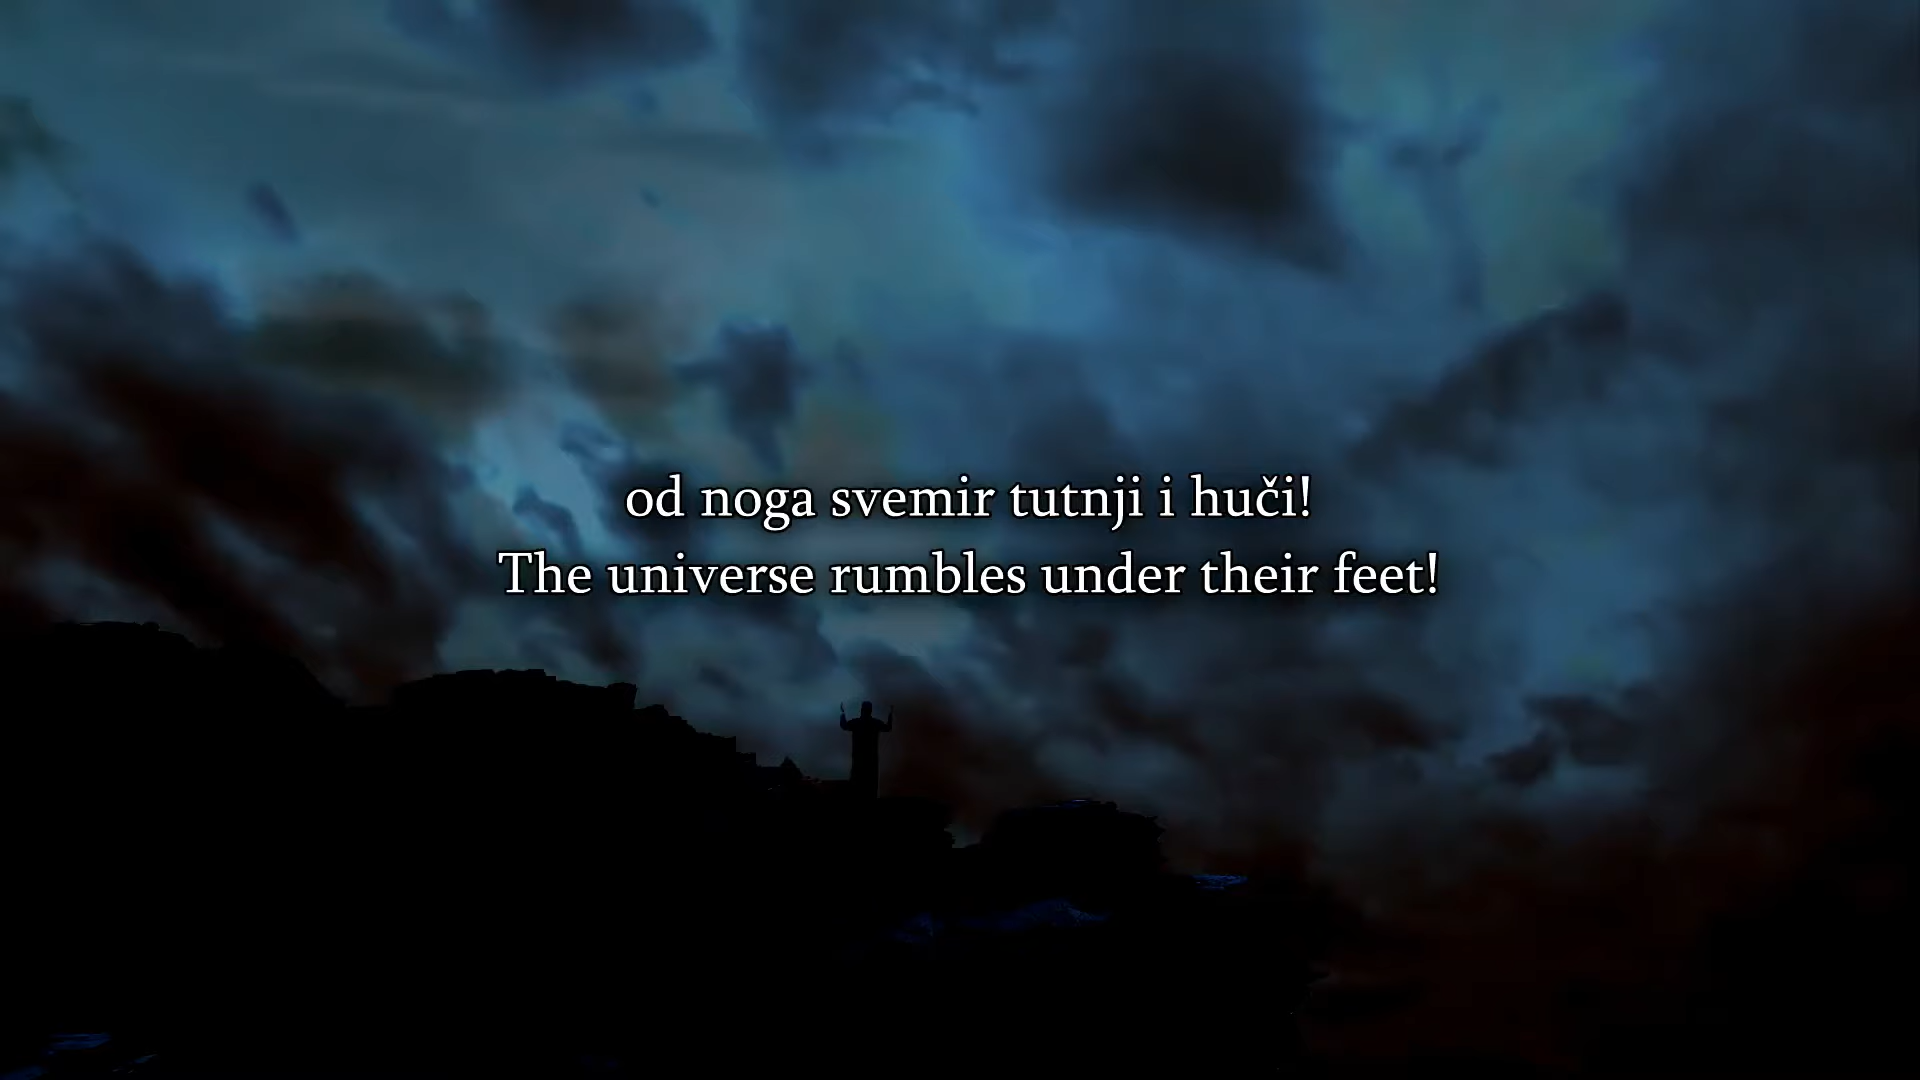 od noga svemir tutnji i huči!
The universe rumbles under their feet!